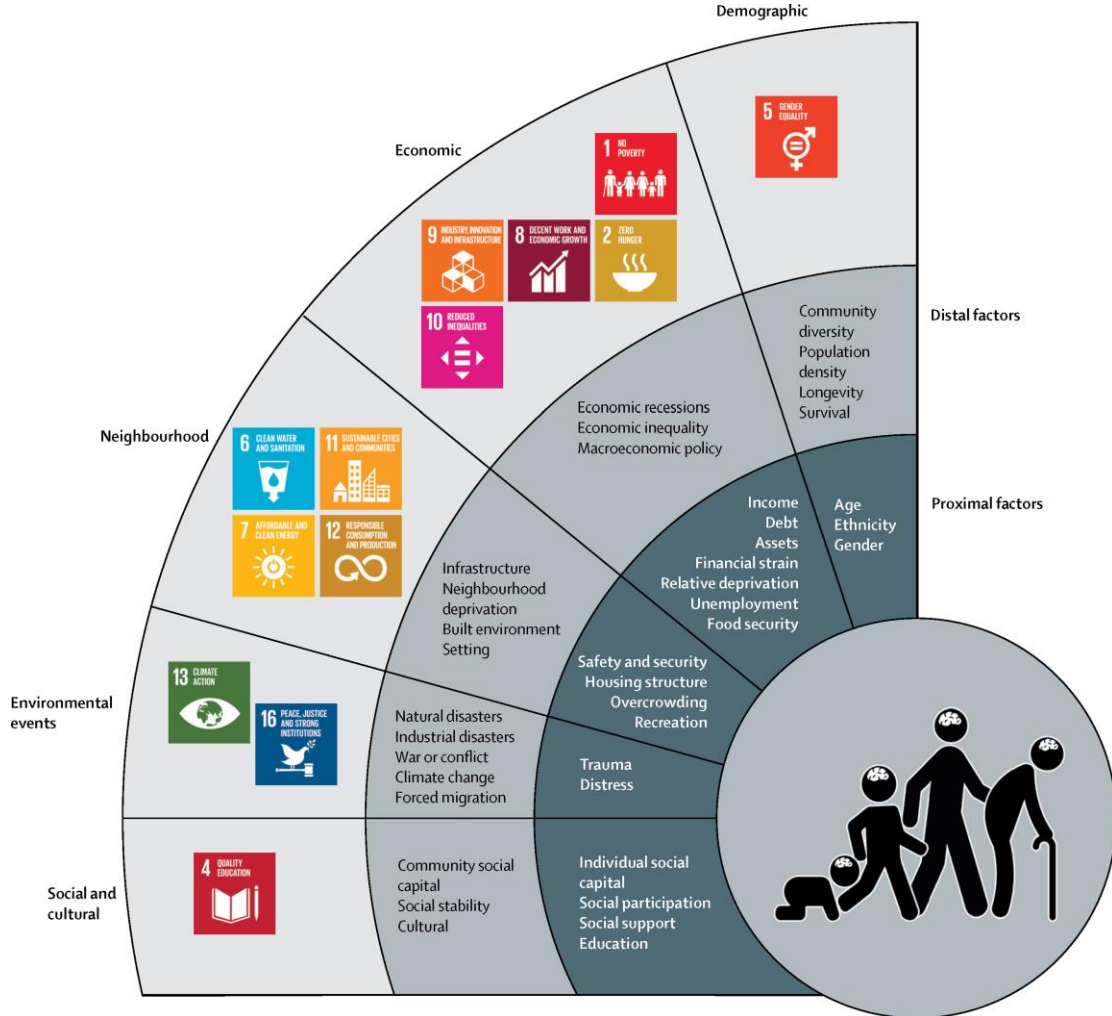 Demographic
5 GENDER
EQUALITY
Economic
1 NO
POVERTY
9 INDUSTRY, INNOVATION
AND INFRASTRUCTURE
8 DECENT WORK AND
ECONOMIC GROWTH
2 ZERO
HUNGER
10 REDUCED
INEQUALITIES
Distal factors
Community
diversity
Population
density
Longevity
Survival
Economic recessions
Economic inequality
Macroeconomic policy
Neighbourhood
6 CLEAN WATER
AND SANITATION
11 SUSTAINABLE CITIES
AND COMMUNITIES
7 AFFORDABLE AND
CLEAN ENERGY
12 RESPONSIBLE
CONSUMPTION
AND PRODUCTION
Infrastructure
Neighbourhood
deprivation
Built environment
Setting
Proximal factors
Income
Debt
Assets
Financial strain
Relative deprivation
Unemployment
Food security
Age
Ethnicity
Gender
Safety and security
Housing structure
Overcrowding
Recreation
Environmental
events
13 CLIMATE
ACTION
16 PEACE, JUSTICE
AND STRONG
INSTITUTIONS
Natural disasters
Industrial disasters
War or conflict
Climate change
Forced migration
Trauma
Distress
Social and
cultural
4 QUALITY
EDUCATION
Community social
capital
Social stability
Cultural
Individual social
capital
Social participation
Social support
Education